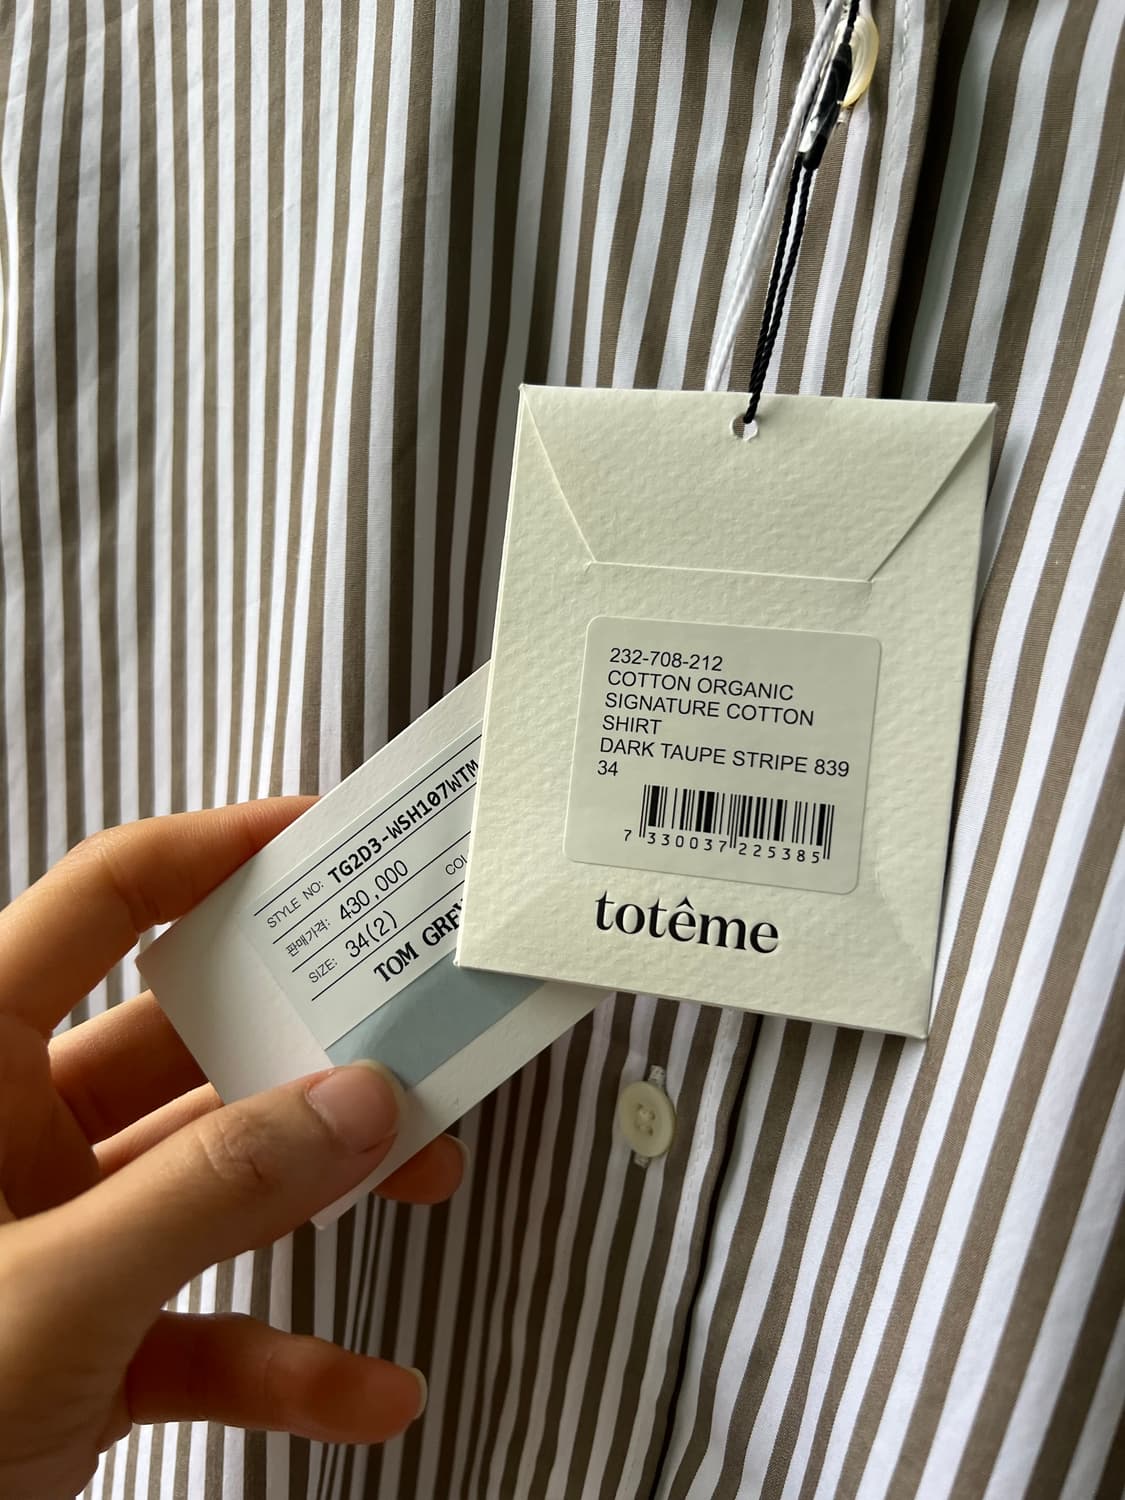 232-708-212
COTTON ORGANIC
SIGNATURE COTTON
SHIRT
DARK TAUPE STRIPE 839
34
7 330037 225385
totême
STYLE NO: TG2D3-WSH107WTM
판매가격: 430,000
SIZE: 34(2)
TOM